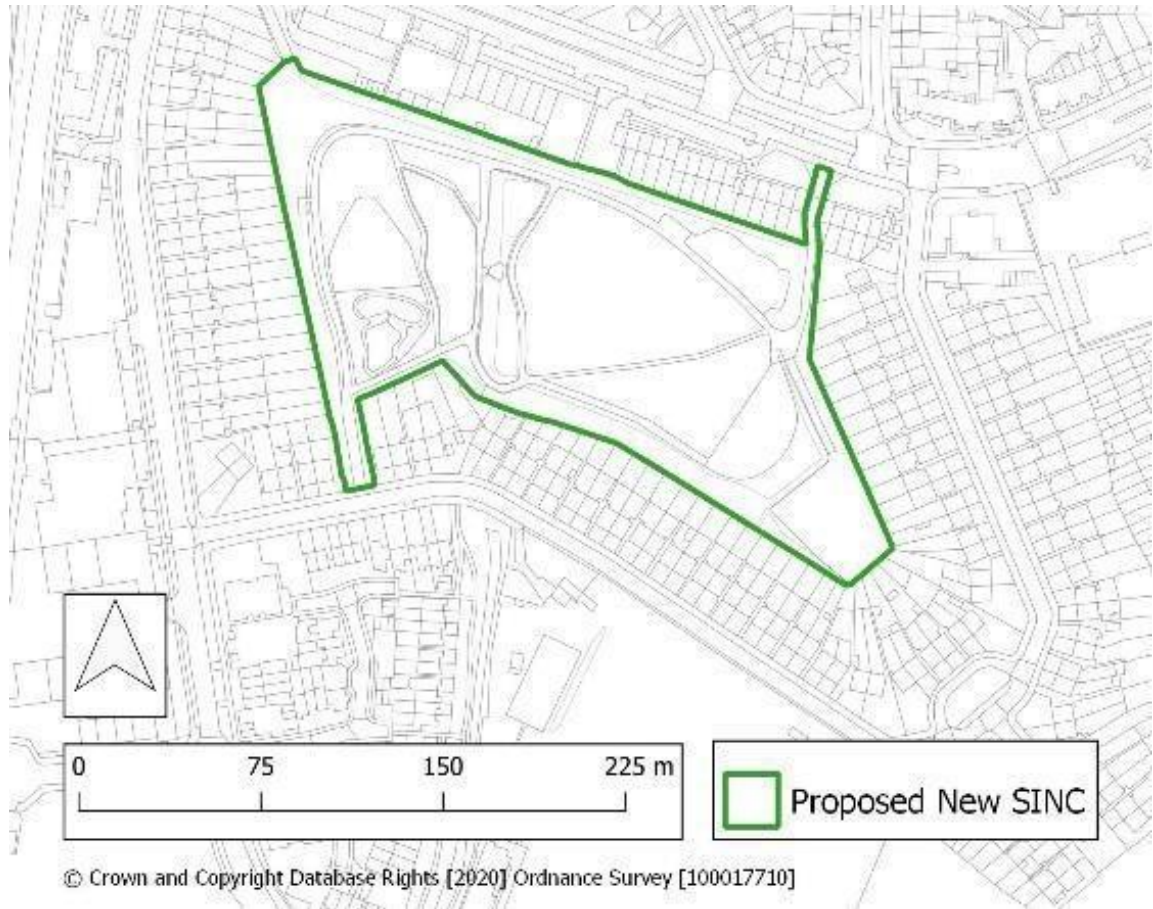 0 75 150 225 m
Proposed New SINC
© Crown and Copyright Database Rights [2020] Ordnance Survey [100017710]